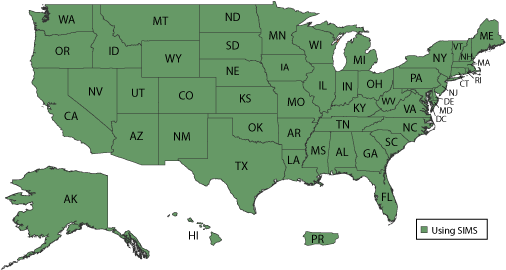 WA
MT
ND
MN
ME
VT
NH
OR
ID
SD
WI
MI
NY
MA
RI
CT
WY
NE
IA
PA
NJ
DE
MD
DC
NV
UT
CO
KS
MO
IL
IN
OH
WV
VA
KY
CA
AZ
NM
OK
AR
TN
NC
SC
TX
LA
MS
AL
GA
FL
AK
HI
PR
Using SIMS